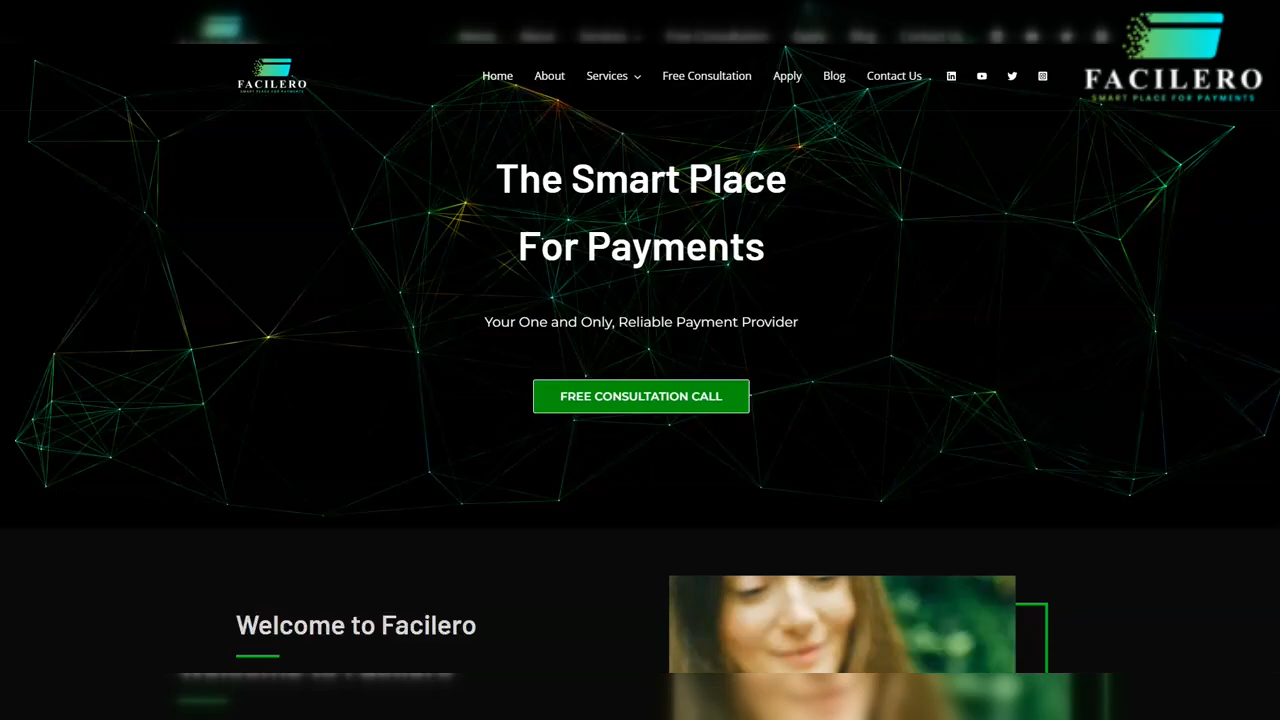 FACILERO
SMART PLACE FOR PAYMENTS
Home About Services Free Consultation Apply Blog Contact Us
FACILERO
SMART PLACE FOR PAYMENTS
The Smart Place
For Payments
Your One and Only, Reliable Payment Provider
FREE CONSULTATION CALL
Welcome to Facilero